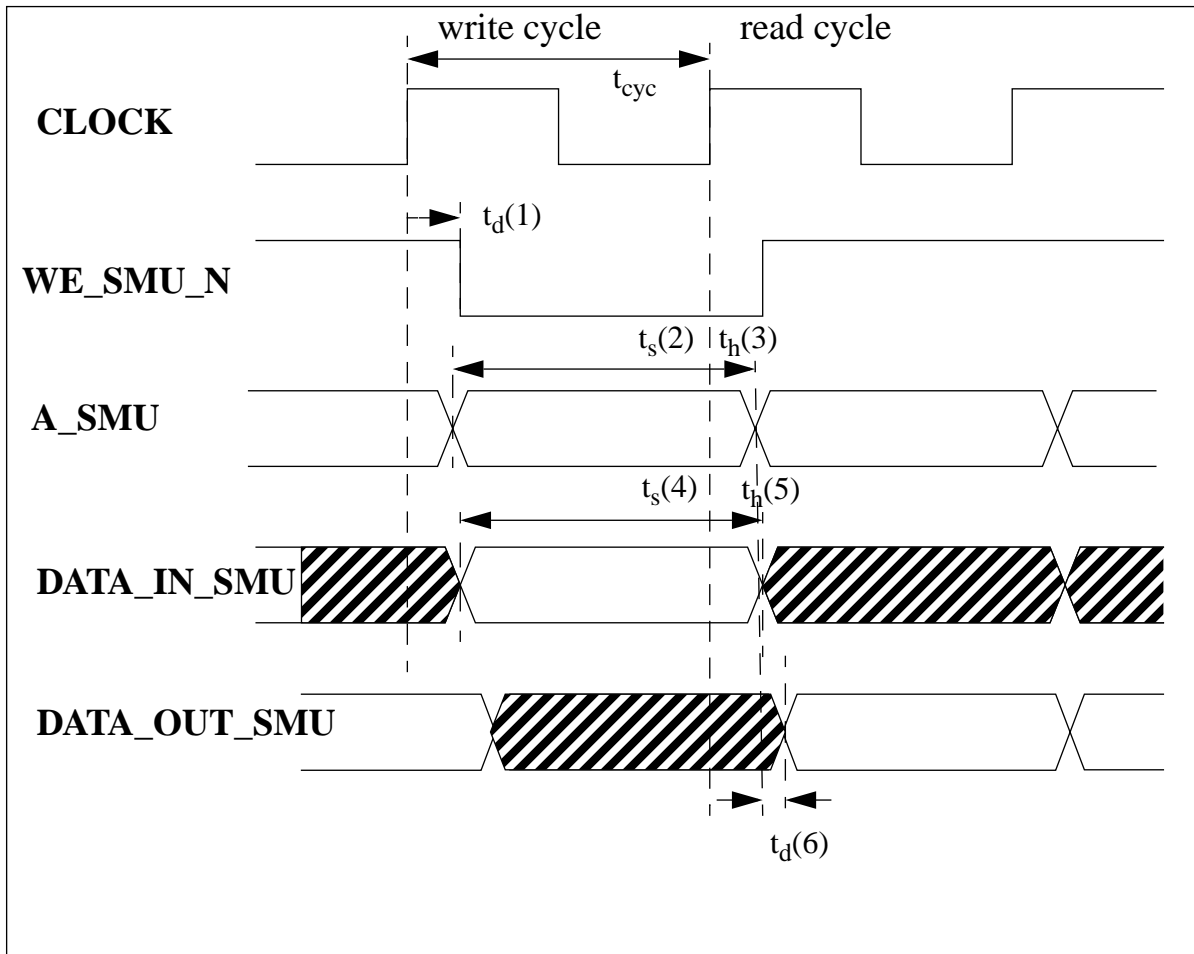 write cycle read cycle
t_cyc
CLOCK
t_d(1)
WE_SMU_N
t_s(2) t_h(3)
A_SMU
t_s(4) t_h(5)
DATA_IN_SMU
DATA_OUT_SMU
t_d(6)